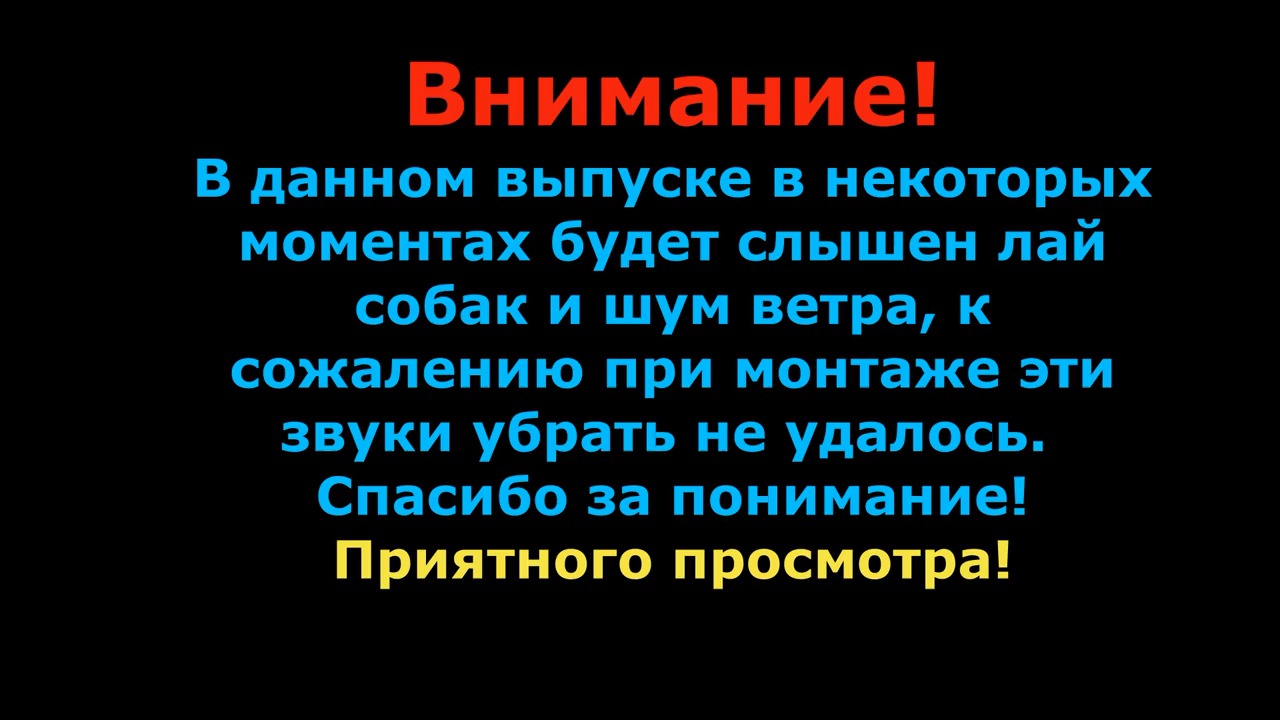 Внимание!
В данном выпуске в некоторых
моментах будет слышен лай
собак и шум ветра, к
сожалению при монтаже эти
звуки убрать не удалось.
Спасибо за понимание!
Приятного просмотра!